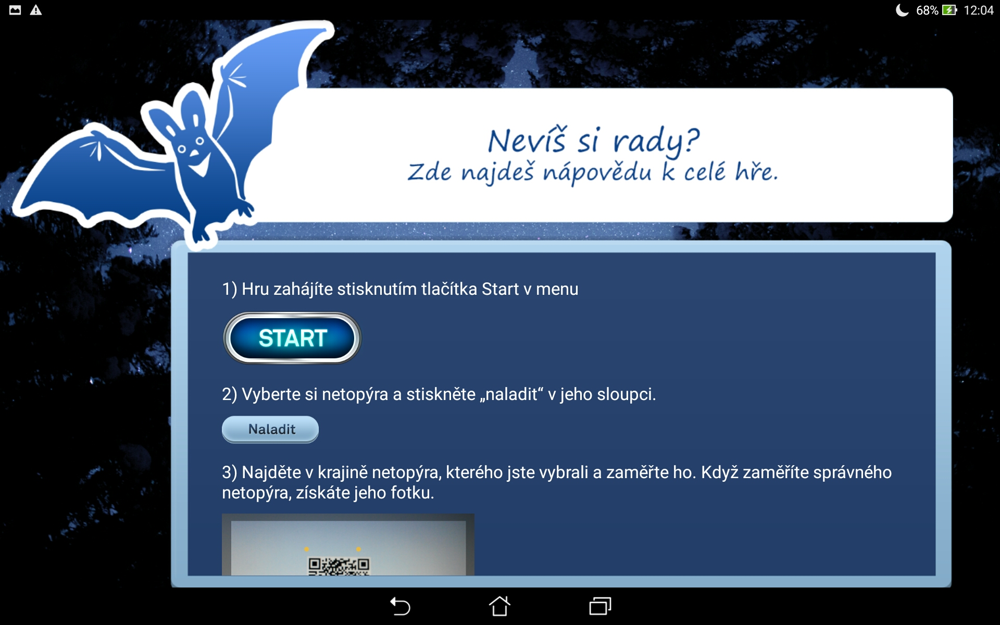 68% 12:04
Nevíš si rady?
Zde najdeš nápovědu k celé hře.
1) Hru zahájíte stisknutím tlačítka Start v menu
START
2) Vyberte si netopýra a stiskněte „naladit“ v jeho sloupci.
Naladit
3) Najděte v krajině netopýra, kterého jste vybrali a zaměřte ho. Když zaměříte správného
netopýra, získáte jeho fotku.